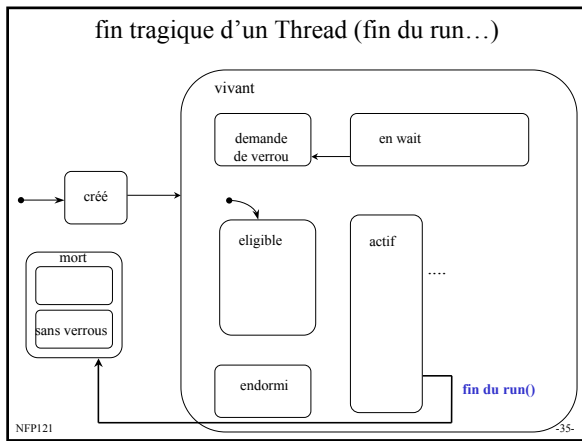 fin tragique d'un Thread (fin du run…)
vivant
demande
de verrou
en wait
créé
eligible
actif
mort
....
sans verrous
endormi
fin du run()
NFP121
-35-